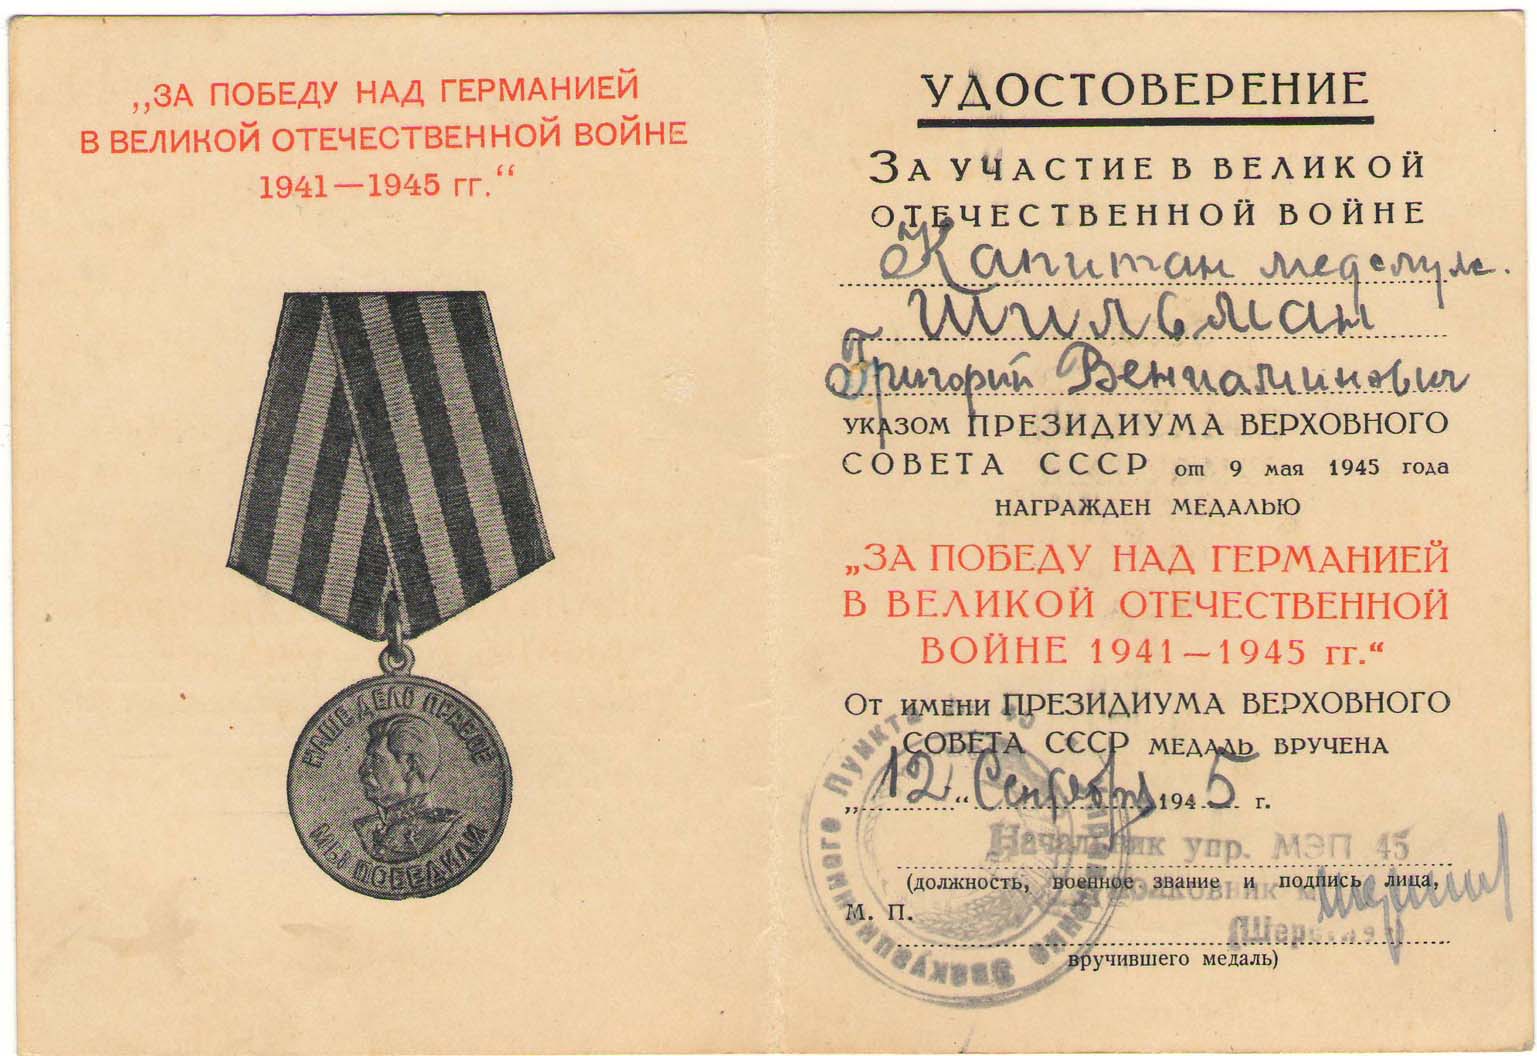 „ЗА ПОБЕДУ НАД ГЕРМАНИЕЙ
В ВЕЛИКОЙ ОТЕЧЕСТВЕННОЙ ВОЙНЕ
1941—1945 гг.“
НАШЕ ДЕЛО ПРАВОЕ
МЫ ПОБЕДИЛИ
УДОСТОВЕРЕНИЕ
ЗА УЧАСТИЕ В ВЕЛИКОЙ
ОТЕЧЕСТВЕННОЙ ВОЙНЕ
Капитан медслуж.
Шильман
Григорий Вениаминович
УКАЗОМ ПРЕЗИДИУМА ВЕРХОВНОГО
СОВЕТА СССР от 9 мая 1945 года
НАГРАЖДЕН МЕДАЛЬЮ
„ЗА ПОБЕДУ НАД ГЕРМАНИЕЙ
В ВЕЛИКОЙ ОТЕЧЕСТВЕННОЙ
ВОЙНЕ 1941—1945 гг.“
ОТ ИМЕНИ ПРЕЗИДИУМА ВЕРХОВНОГО
СОВЕТА СССР МЕДАЛЬ ВРУЧЕНА
„12“ Сентября 1945 г.
Начальник упр. МЭП 45
(должность, военное звание и подпись лица,
М. П.
вручившего медаль)
Управление Эвакуационного Пункта